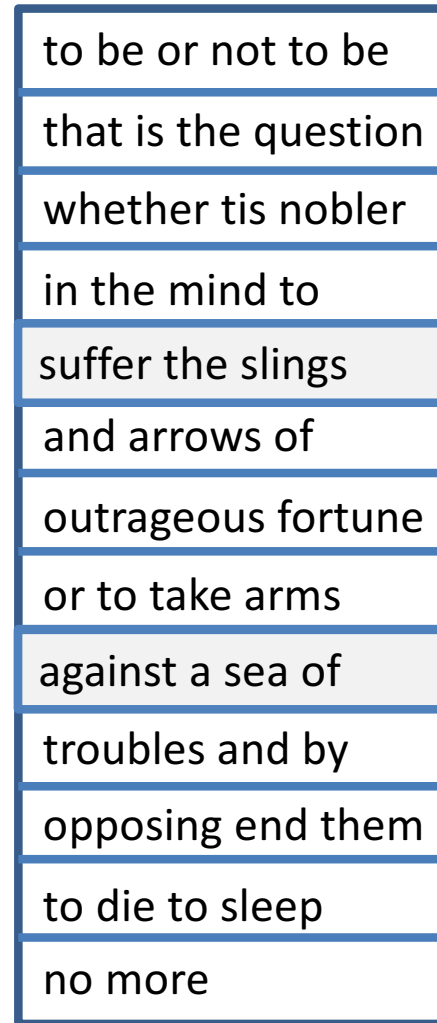 to be or not to be
that is the question
whether tis nobler
in the mind to
suffer the slings
and arrows of
outrageous fortune
or to take arms
against a sea of
troubles and by
opposing end them
to die to sleep
no more